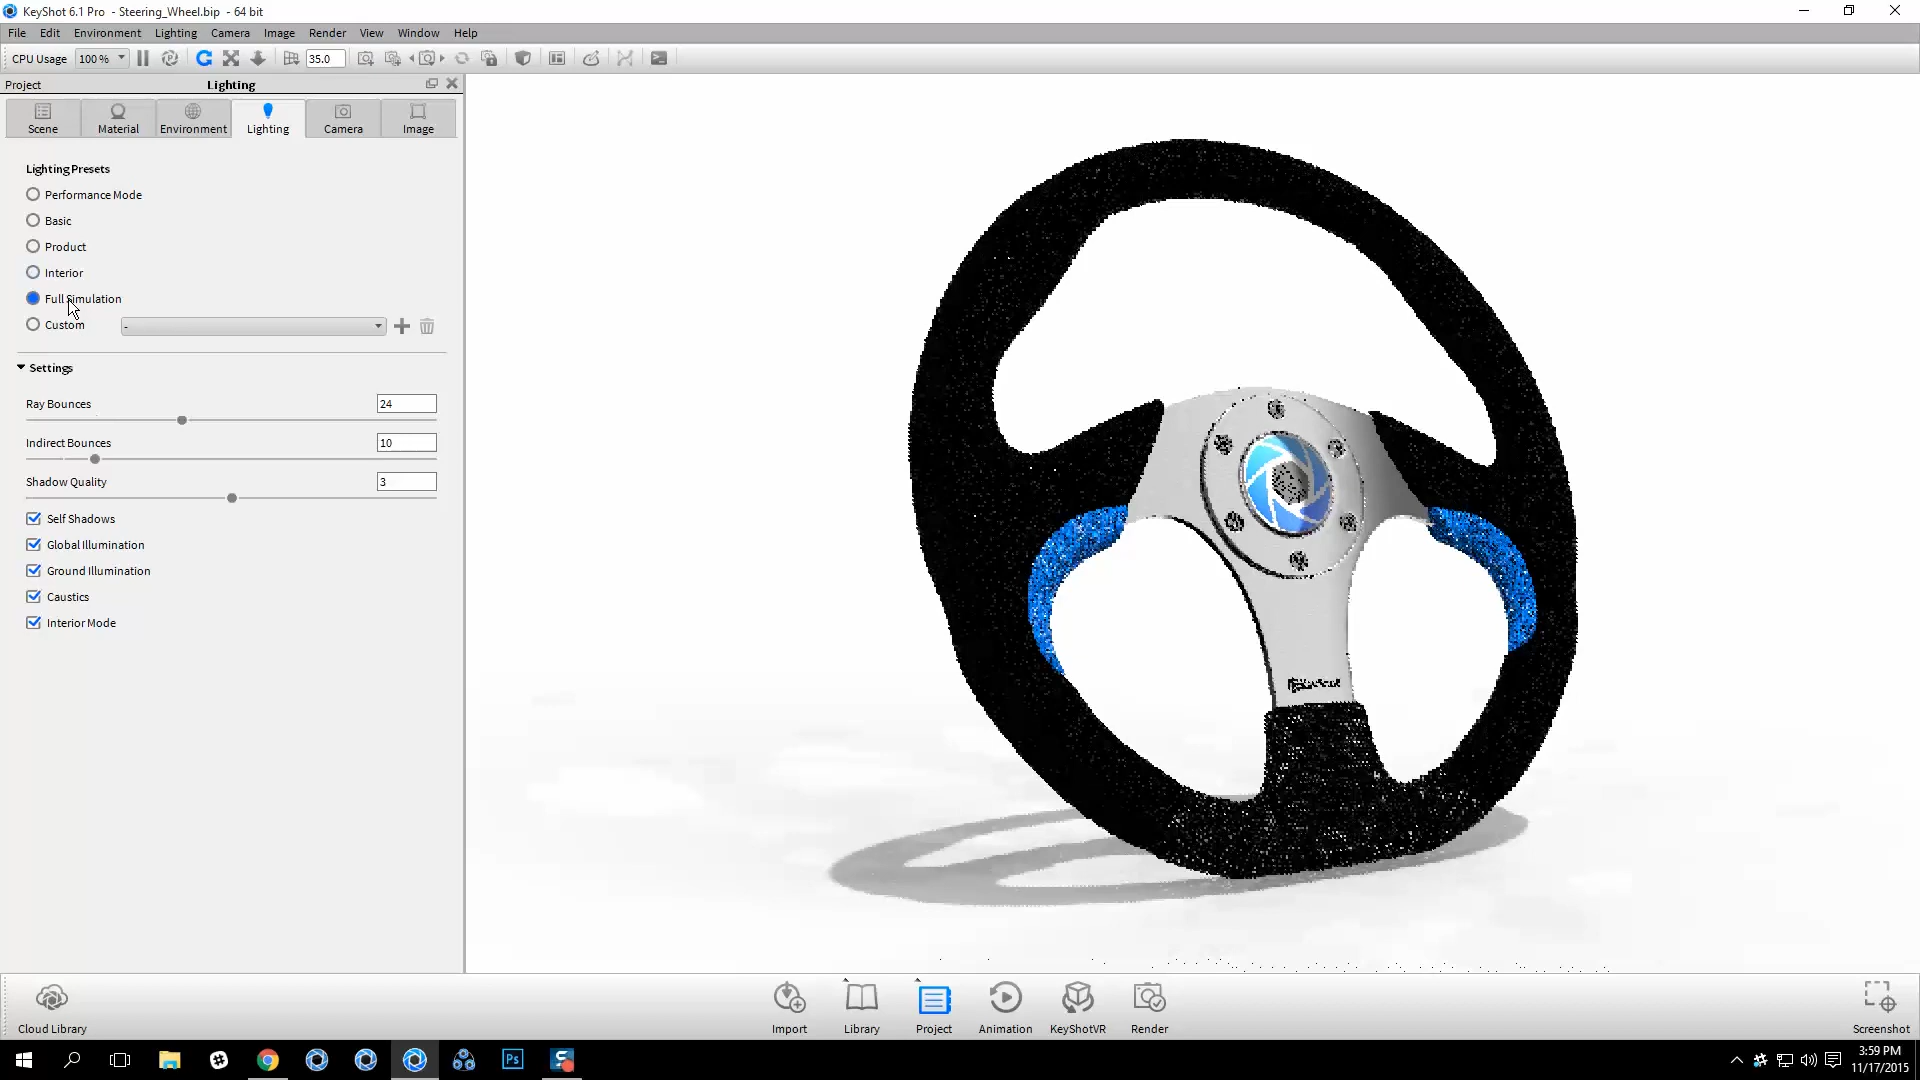 KeyShot 6.1 Pro - Steering_Wheel.bip - 64 bit
File Edit Environment Lighting Camera Image Render View Window Help
CPU Usage 100 % 35.0
Project Lighting
Scene Material Environment Lighting Camera Image
Lighting Presets
Performance Mode
Basic
Product
Interior
Full Simulation
Custom -
Settings
Ray Bounces 24
Indirect Bounces 10
Shadow Quality 3
Self Shadows
Global Illumination
Ground Illumination
Caustics
Interior Mode
Cloud Library Import Library Project Animation KeyShotVR Render Screenshot
Ps S
3:59 PM
11/17/2015